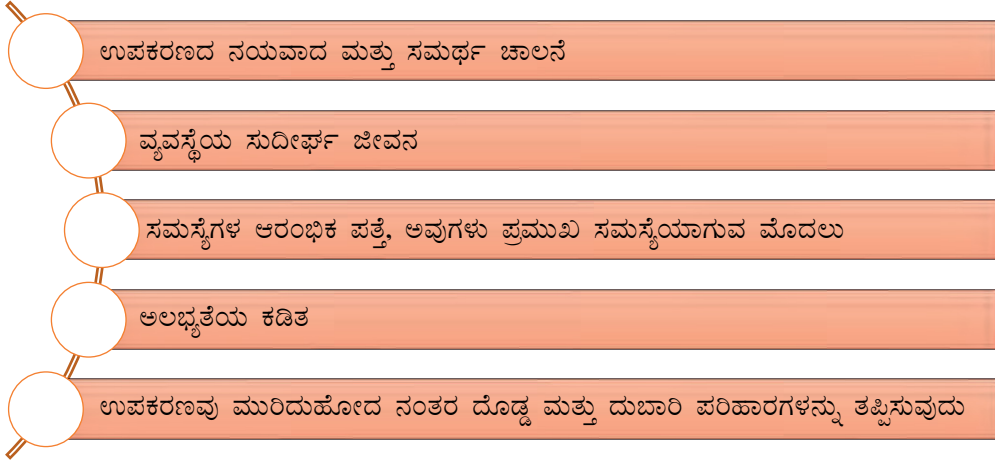 ಉಪಕರಣದ ನಯವಾದ ಮತ್ತು ಸಮರ್ಥ ಚಾಲನೆ
ವ್ಯವಸ್ಥೆಯ ಸುದೀರ್ಘ ಜೀವನ
ಸಮಸ್ಯೆಗಳ ಆರಂಭಿಕ ಪತ್ತೆ, ಅವುಗಳು ಪ್ರಮುಖ ಸಮಸ್ಯೆಯಾಗುವ ಮೊದಲು
ಅಲಭ್ಯತೆಯ ಕಡಿತ
ಉಪಕರಣವು ಮುರಿದುಹೋದ ನಂತರ ದೊಡ್ಡ ಮತ್ತು ದುಬಾರಿ ಪರಿಹಾರಗಳನ್ನು ತಪ್ಪಿಸುವುದು